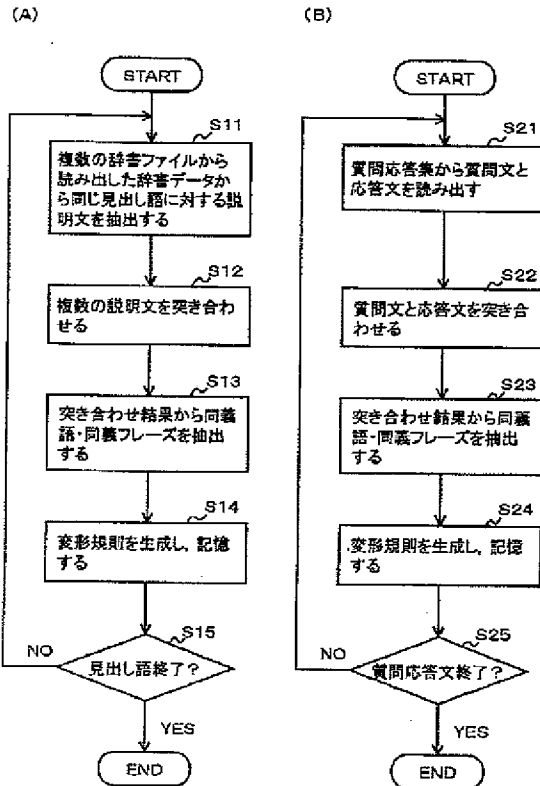 (A)
START
S11
複数の辞書ファイルから
読み出した辞書データか
ら同じ見出し語に対する説
明文を抽出する
S12
複数の説明文を突き合わ
せる
S13
突き合わせ結果から同義
語・同義フレーズを抽出
する
S14
変形規則を生成し、記憶
する
S15
見出し語終了?
NO
YES
END
(B)
START
S21
質問応答集から質問文と
応答文を読み出す
S22
質問文と応答文を突き合
わせる
S23
突き合わせ結果から同義
語・同義フレーズを抽出
する
S24
変形規則を生成し、記憶
する
S25
質問応答文終了?
NO
YES
END